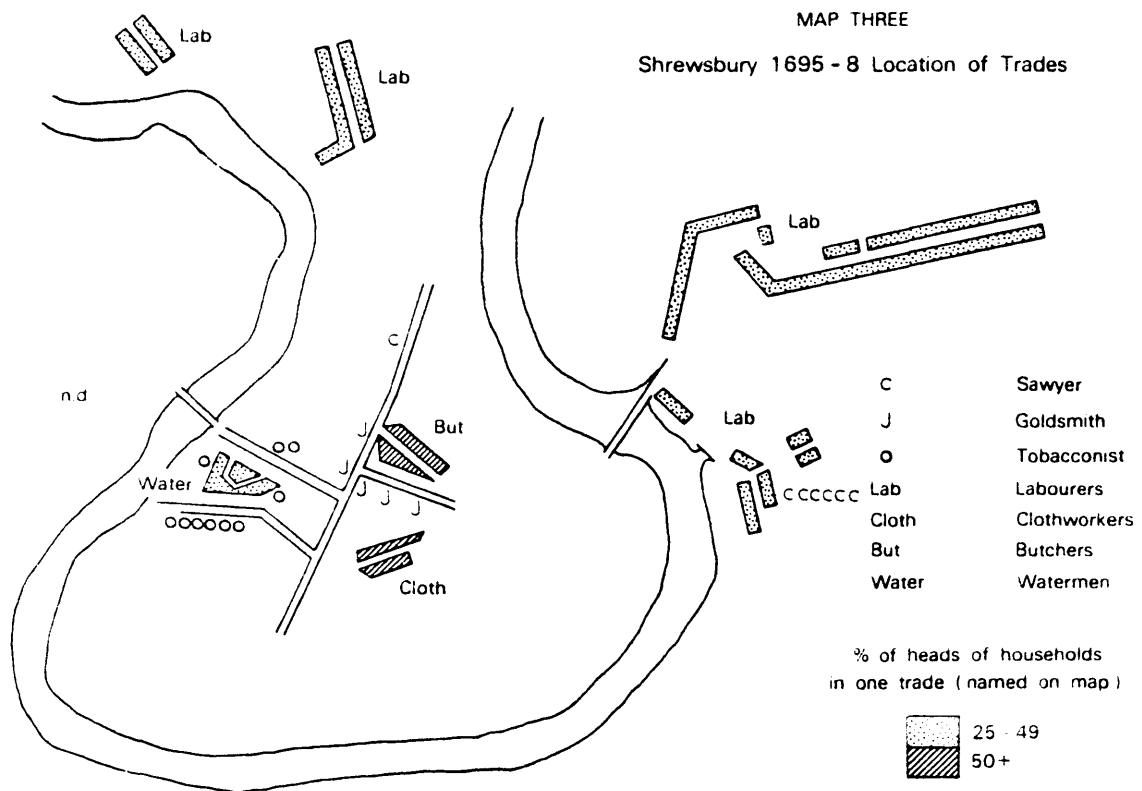 MAP THREE
Shrewsbury 1695 - 8 Location of Trades
Lab
Lab
Lab
C
n.d
J
But
Lab
J
Water
J
J
J
CCCCCC
Cloth
C Sawyer
J Goldsmith
O Tobacconist
Lab Labourers
Cloth Clothworkers
But Butchers
Water Watermen
% of heads of households
in one trade (named on map)
25 - 49
50+